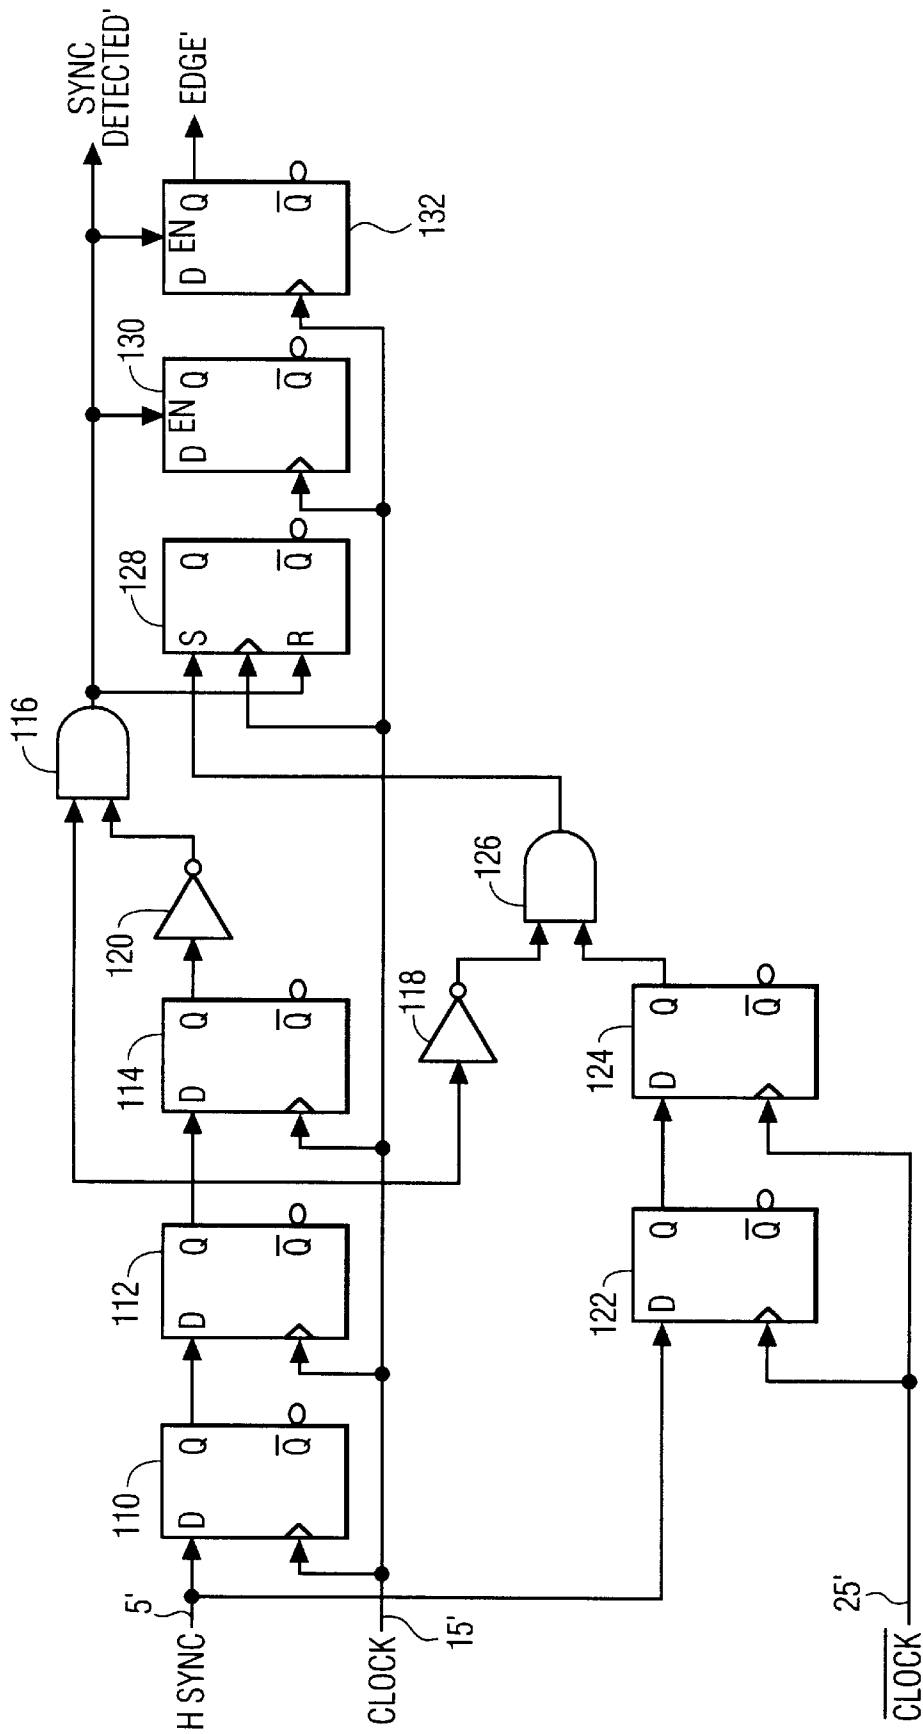 H SYNC
5'
CLOCK
15'
CLOCK
25'
110
D
Q
Q
112
D
Q
Q
114
D
Q
Q
120
116
118
122
D
Q
Q
124
D
Q
Q
126
128
S
R
Q
Q
130
D
EN
Q
Q
132
D
EN
Q
Q
SYNC
DETECTED'
EDGE'